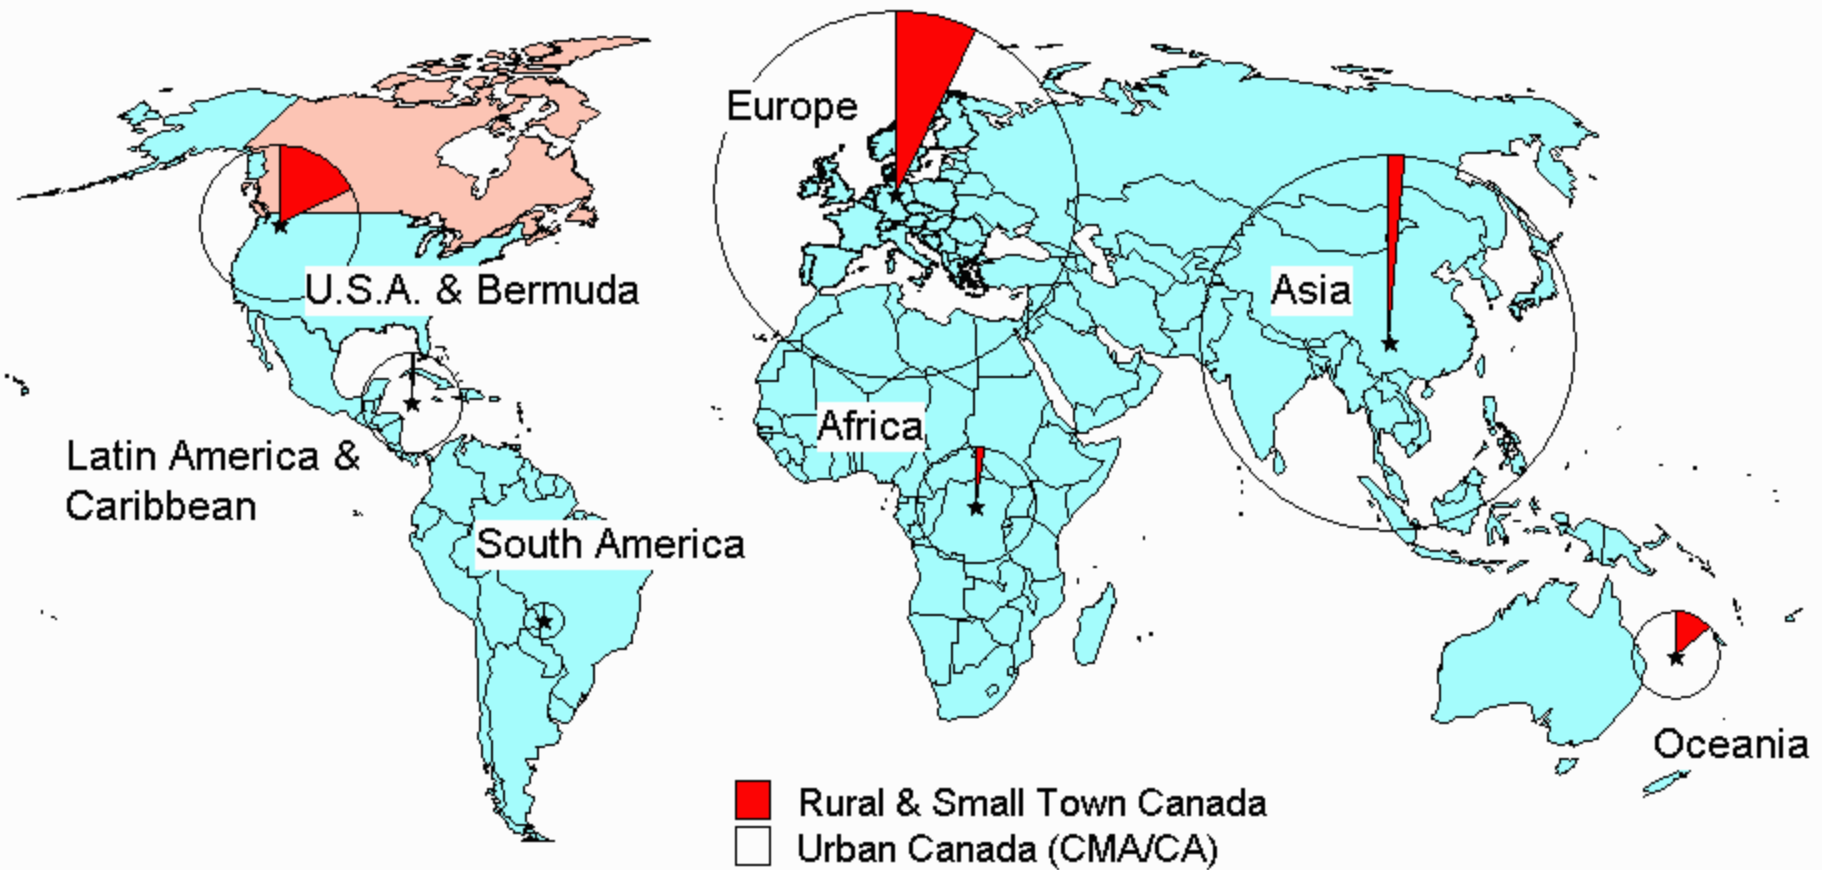 Europe
U.S.A. & Bermuda
Asia
Latin America &
Caribbean
Africa
South America
Oceania
Rural & Small Town Canada
Urban Canada (CMA/CA)